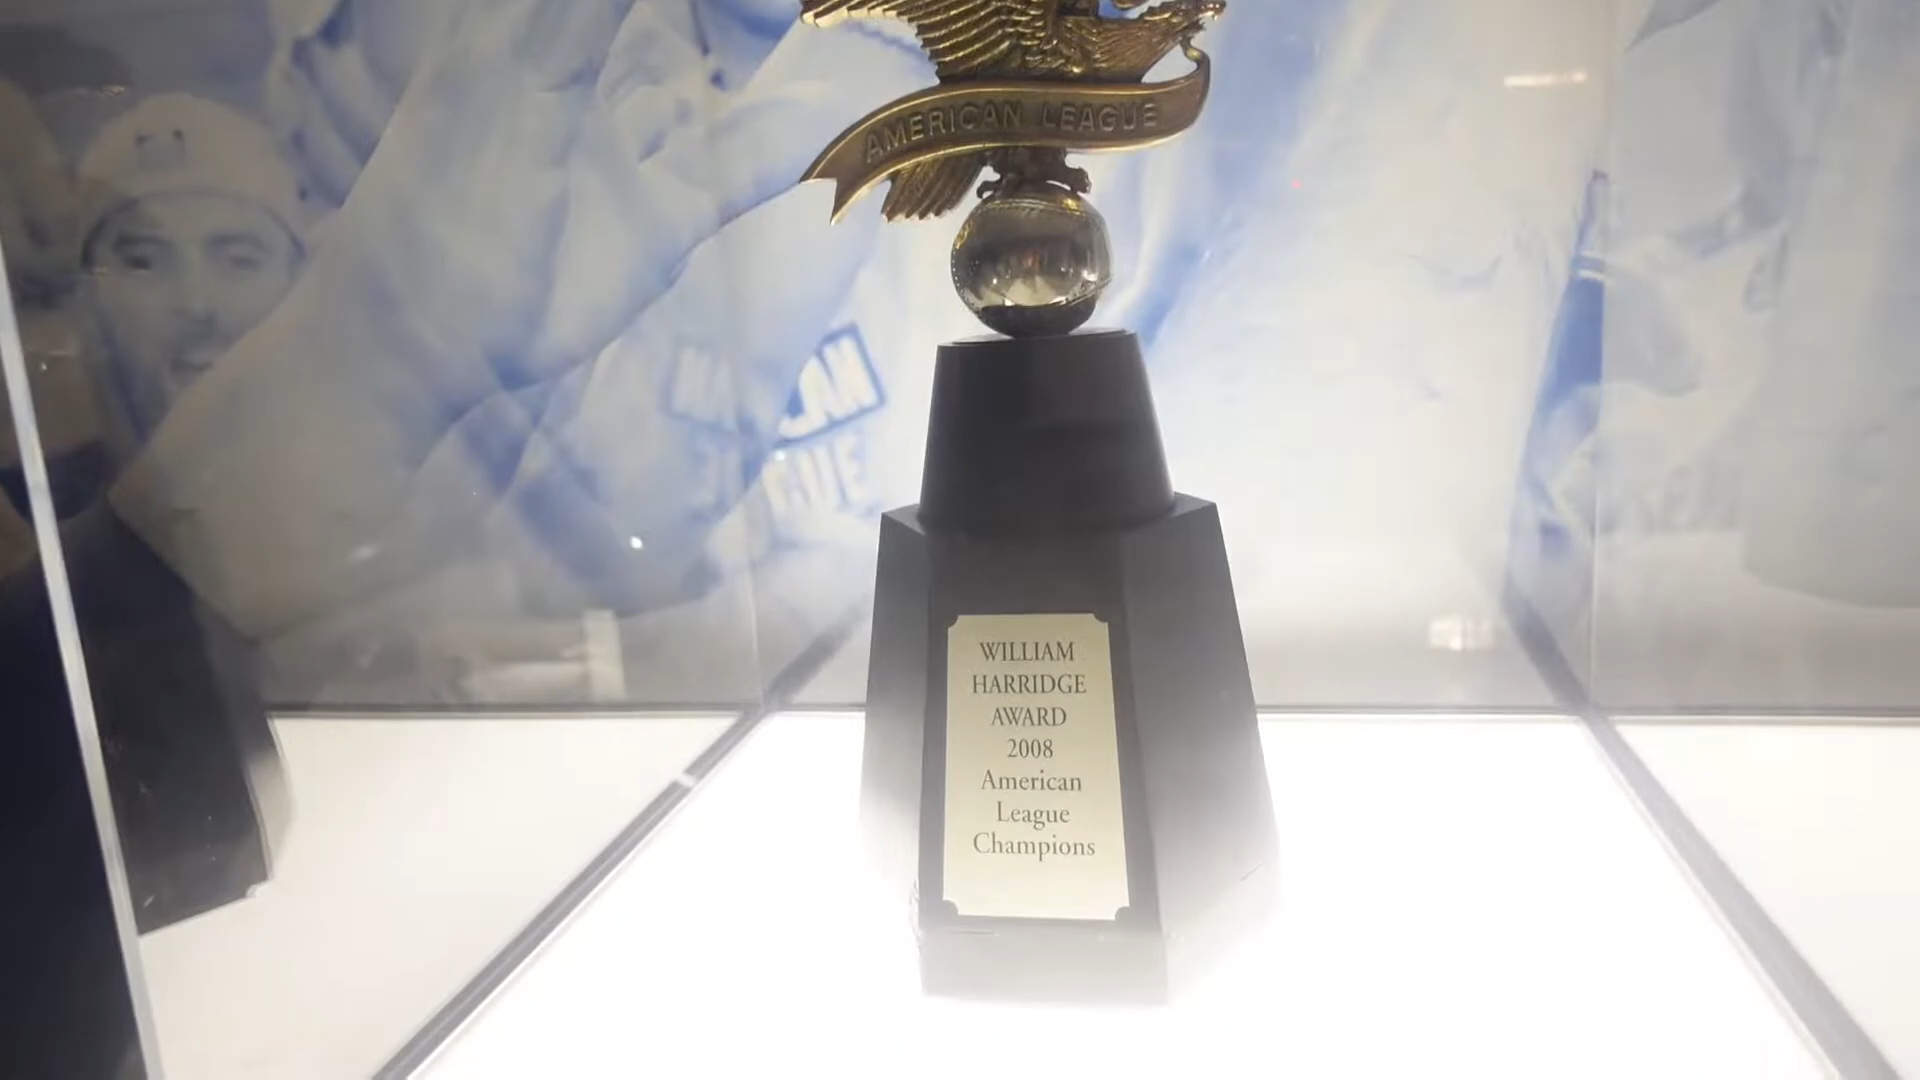 AMERICAN LEAGUE
WILLIAM
HARRIDGE
AWARD
2008
American
League
Champions